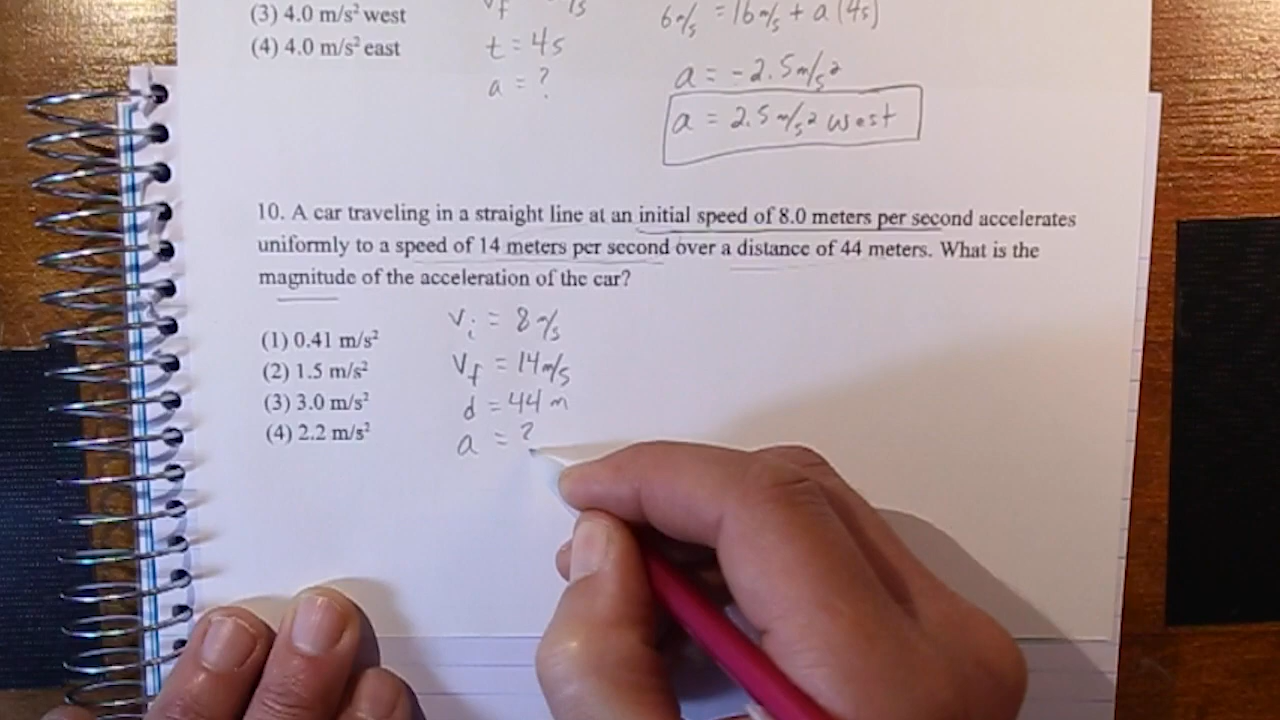 (3) 4.0 m/s² west
(4) 4.0 m/s² east
t = 4s
a = ?
6 m/s = 16 m/s + a (4s)
a = -2.5 m/s²
a = 2.5 m/s² west
10. A car traveling in a straight line at an initial speed of 8.0 meters per second accelerates
uniformly to a speed of 14 meters per second over a distance of 44 meters. What is the
magnitude of the acceleration of the car?
(1) 0.41 m/s²
(2) 1.5 m/s²
(3) 3.0 m/s²
(4) 2.2 m/s²
vᵢ = 8 m/s
v_f = 14 m/s
d = 44 m
a = ?